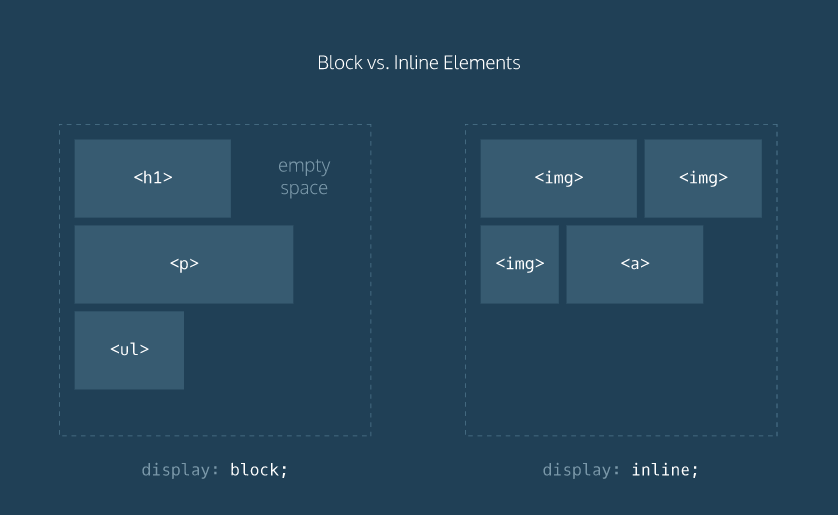 Block vs. Inline Elements
<h1>
empty
space
<p>
<ul>
display: block;
<img> <img>
<img> <a>
display: inline;